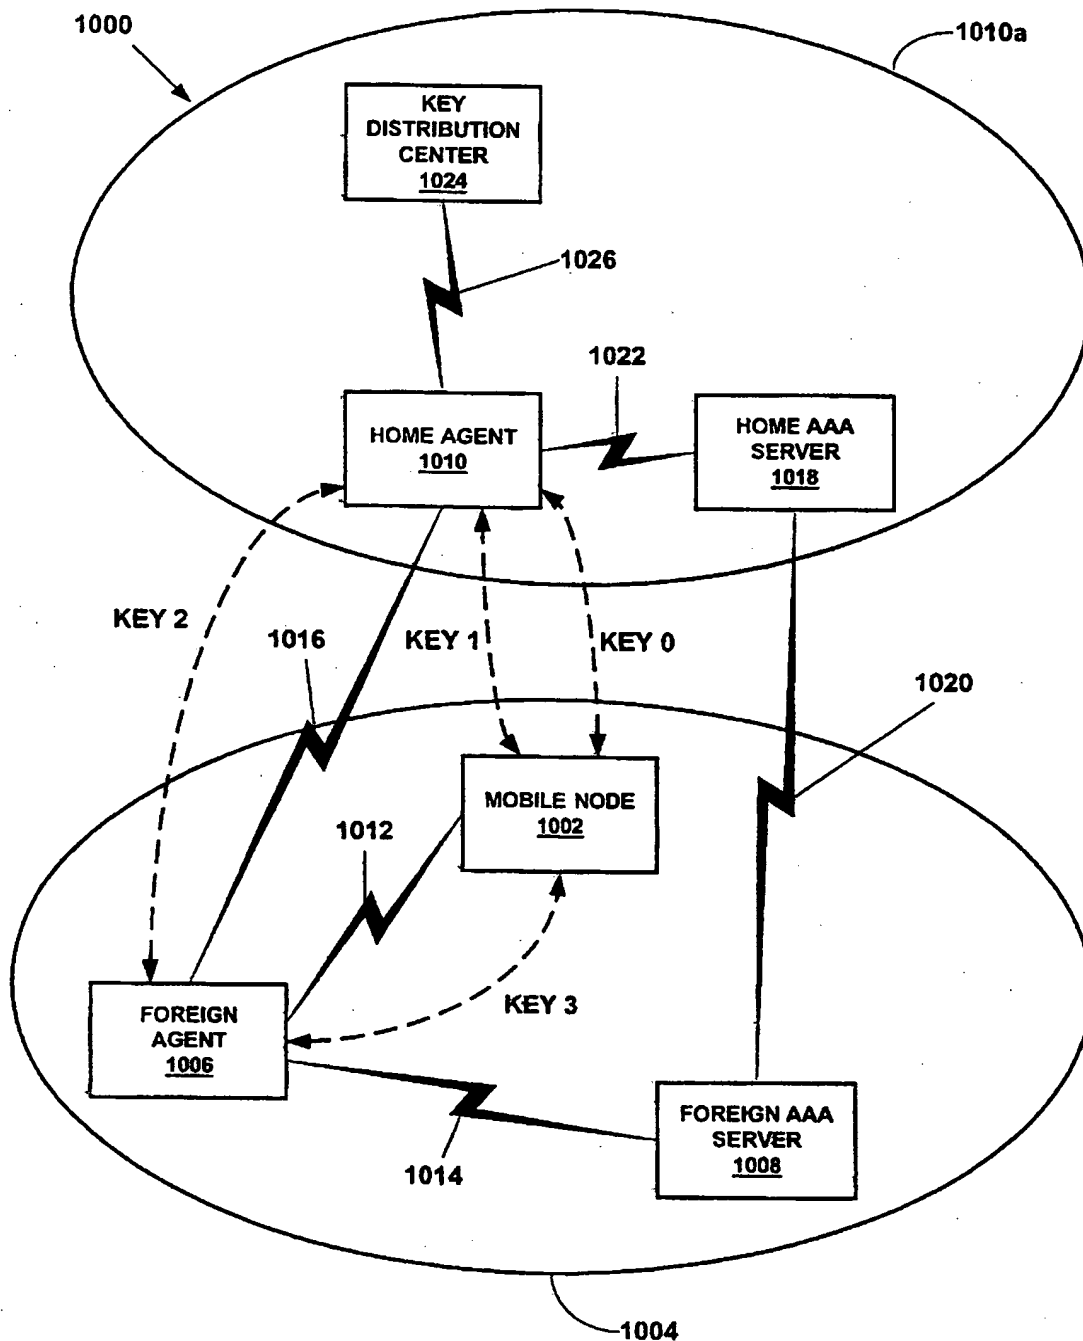 1000
1010a
KEY
DISTRIBUTION
CENTER
1024
1026
1022
HOME AGENT
1010
HOME AAA
SERVER
1018
KEY 2
1016
KEY 1
KEY 0
1020
MOBILE NODE
1002
1012
KEY 3
FOREIGN
AGENT
1006
FOREIGN AAA
SERVER
1008
1014
1004